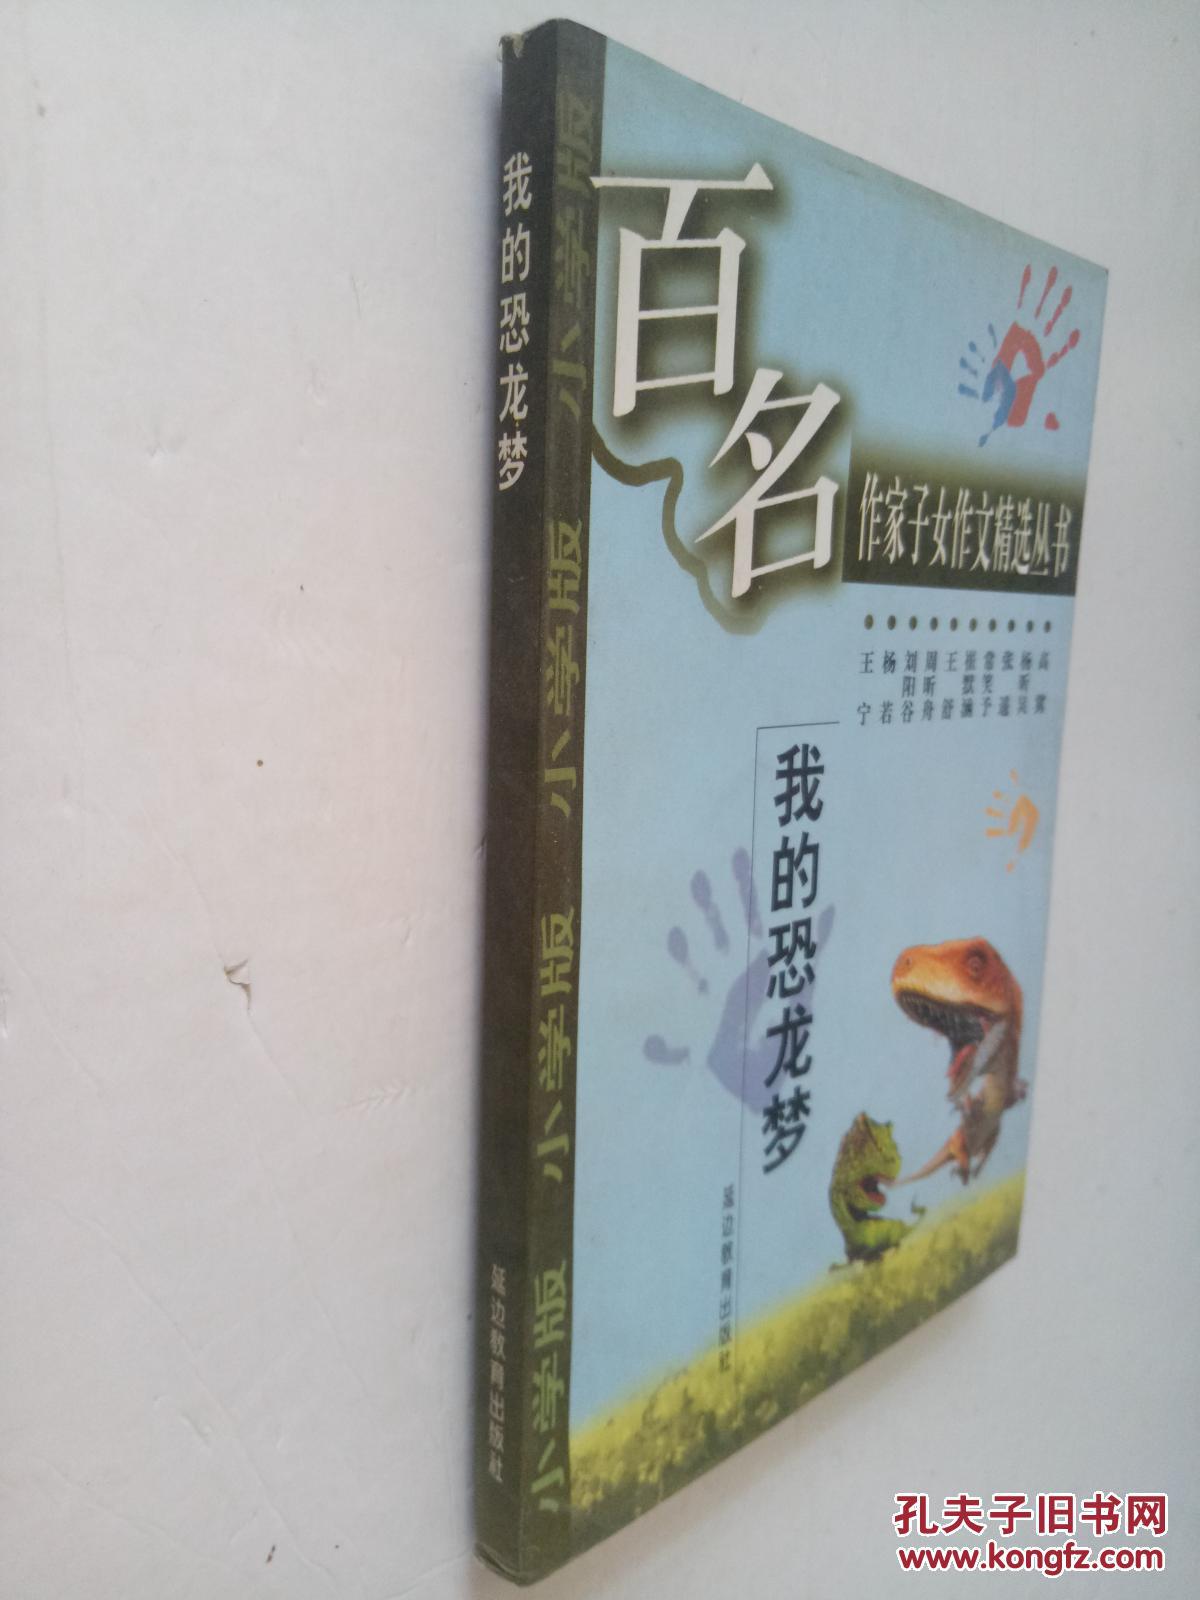 我的恐龙梦
延边教育出版社
小学版 小学版 小学版 小学版
百名
作家子女作文精选丛书
王宁
杨若
刘阳谷
周昕舟
王舒
崔默涵
常笑予
张遥
杨昕
高
我的恐龙梦
延边教育出版社
孔夫子旧书网
www.kongfz.com